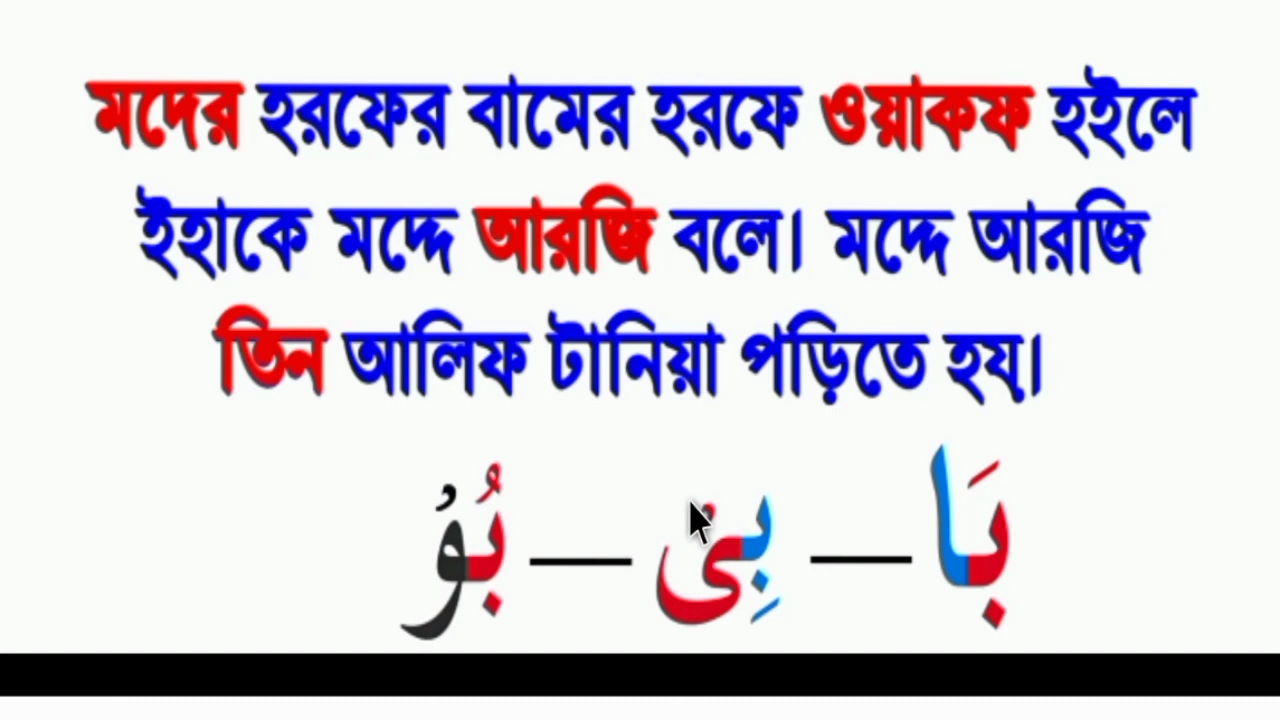 মদের হরফের বামের হরফে ওয়াকফ হইলে
ইহাকে মদ্দে আরজি বলে। মদ্দে আরজি
তিন আলিফ টানিয়া পড়িতে হয়।
بَا — بِىْ — بُوْ